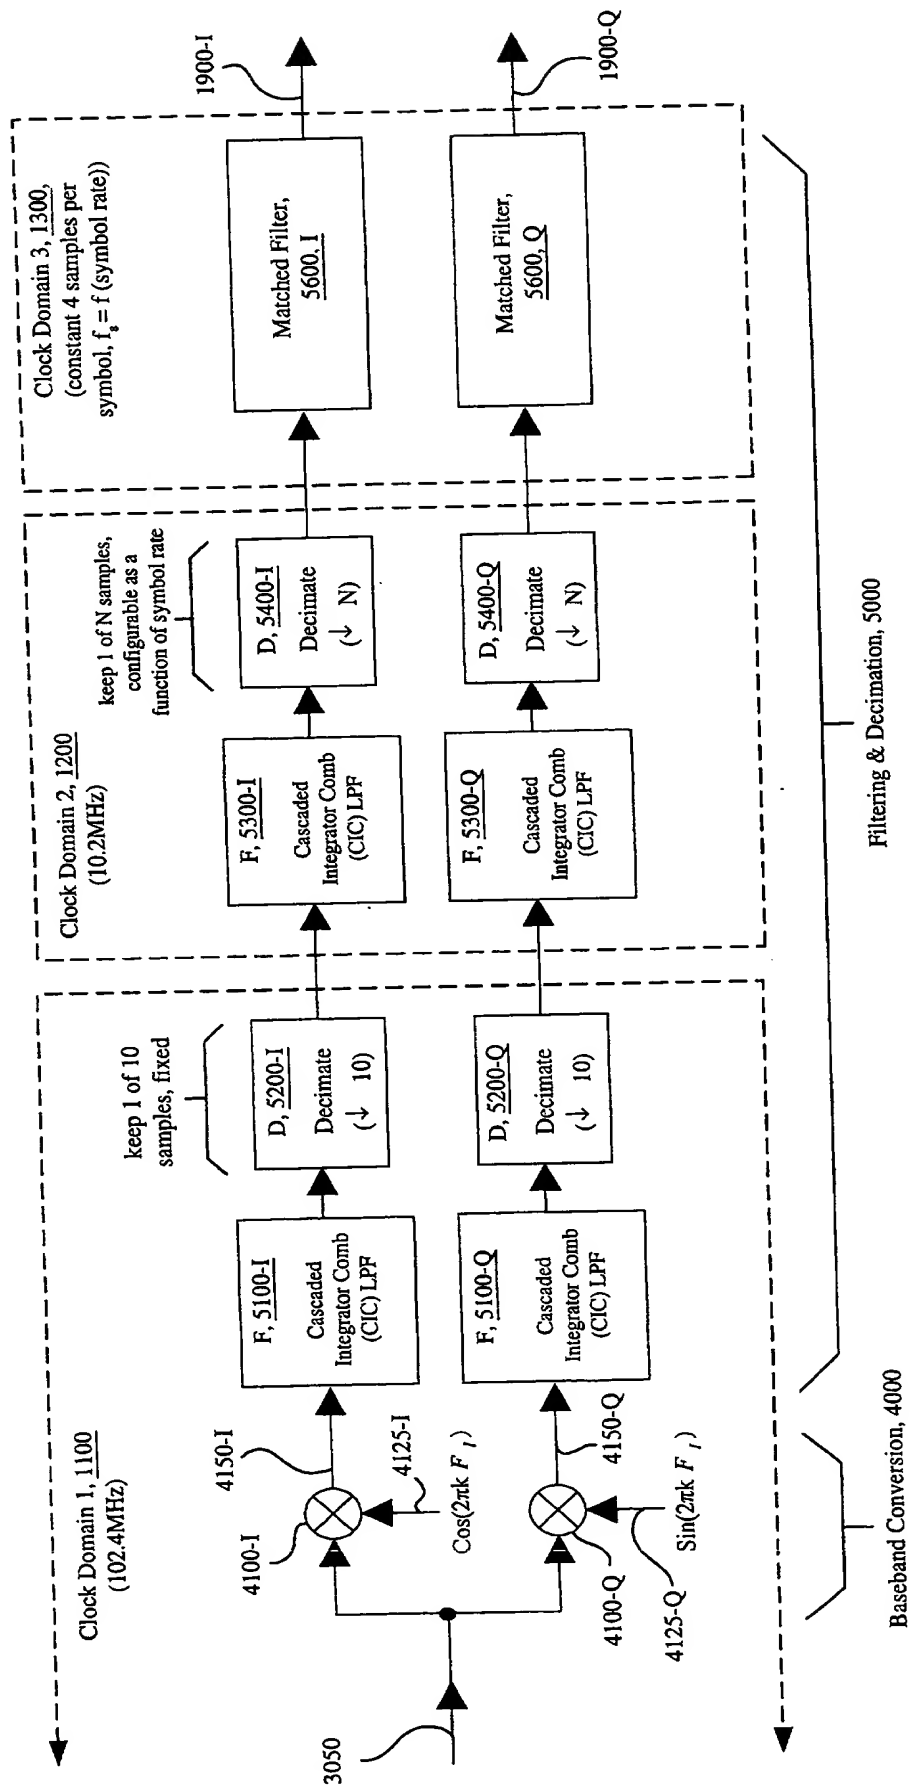 Clock Domain 1, 1100
(102.4MHz)
Clock Domain 2, 1200
(10.2MHz)
Clock Domain 3, 1300,
(constant 4 samples per
symbol, fs = f (symbol rate))
keep 1 of 10
samples, fixed
keep 1 of N samples,
configurable as a
function of symbol rate
3050
4100-I
4150-I
4125-I
Cos(2πk F I)
F, 5100-I
Cascaded
Integrator Comb
(CIC) LPF
D, 5200-I
Decimate
(↓ 10)
F, 5300-I
Cascaded
Integrator Comb
(CIC) LPF
D, 5400-I
Decimate
(↓ N)
Matched Filter,
5600, I
1900-I
4100-Q
4150-Q
4125-Q
Sin(2πk F I)
F, 5100-Q
Cascaded
Integrator Comb
(CIC) LPF
D, 5200-Q
Decimate
(↓ 10)
F, 5300-Q
Cascaded
Integrator Comb
(CIC) LPF
D, 5400-Q
Decimate
(↓ N)
Matched Filter,
5600, Q
1900-Q
Baseband Conversion, 4000
Filtering & Decimation, 5000